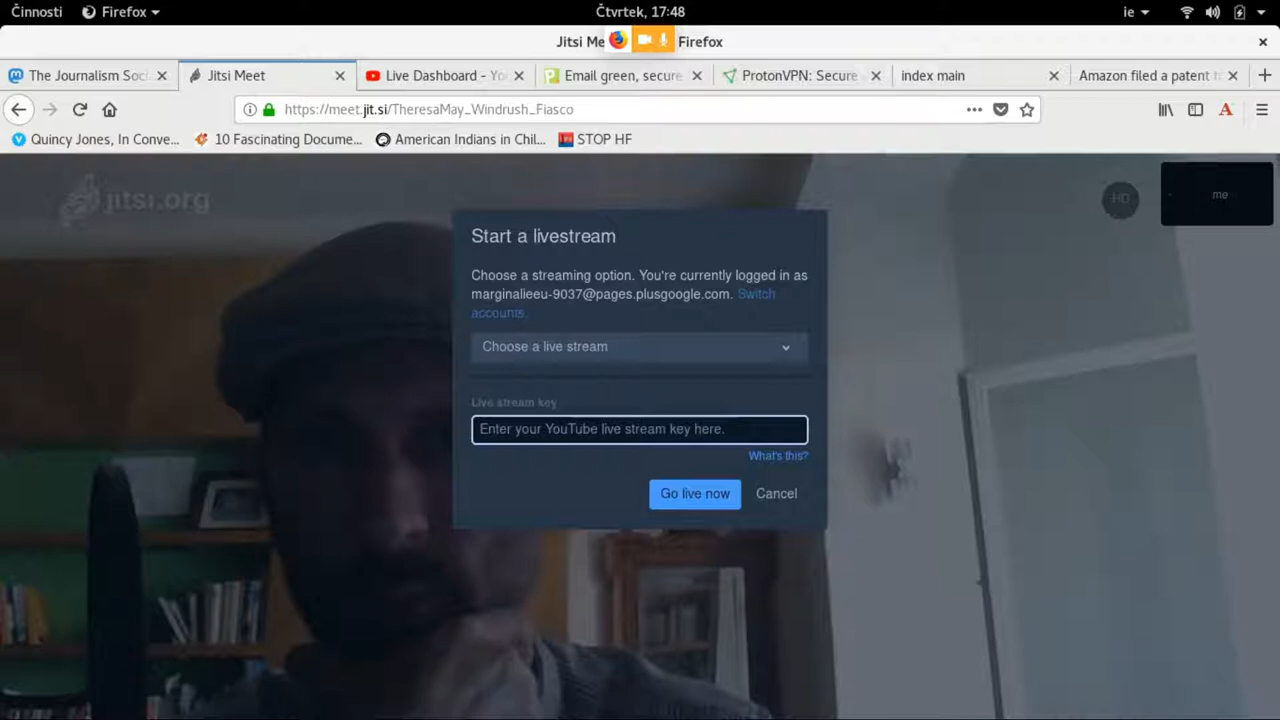 Činnosti Firefox Čtvrtek, 17:48 ie
Jitsi Me Firefox
The Journalism Soc Jitsi Meet Live Dashboard - Yo Email green, secure ProtonVPN: Secure index main Amazon filed a patent
https://meet.jit.si/TheresaMay_Windrush_Fiasco
Quincy Jones, In Conve... 10 Fascinating Docume... American Indians in Chil... STOP HF
jitsi.org
HD
me
Start a livestream
Choose a streaming option. You're currently logged in as
marginalieeu-9037@pages.plusgoogle.com. Switch
accounts.
Choose a live stream
Live stream key
Enter your YouTube live stream key here.
What's this?
Go live now Cancel